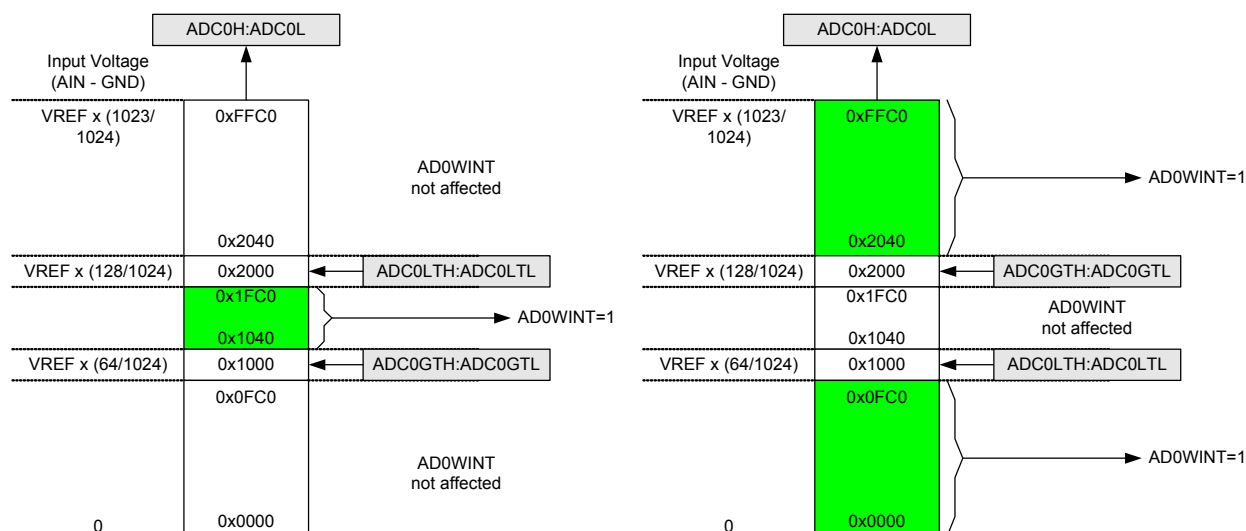 ADC0H:ADC0L
Input Voltage
(AIN - GND)
VREF x (1023/
1024)
0xFFC0
AD0WINT
not affected
0x2040
VREF x (128/1024)
0x2000
ADC0LTH:ADC0LTL
0x1FC0
AD0WINT=1
0x1040
VREF x (64/1024)
0x1000
ADC0GTH:ADC0GTL
0x0FC0
AD0WINT
not affected
0
0x0000
ADC0H:ADC0L
Input Voltage
(AIN - GND)
VREF x (1023/
1024)
0xFFC0
AD0WINT=1
0x2040
VREF x (128/1024)
0x2000
ADC0GTH:ADC0GTL
0x1FC0
AD0WINT
not affected
0x1040
VREF x (64/1024)
0x1000
ADC0LTH:ADC0LTL
0x0FC0
AD0WINT=1
0
0x0000